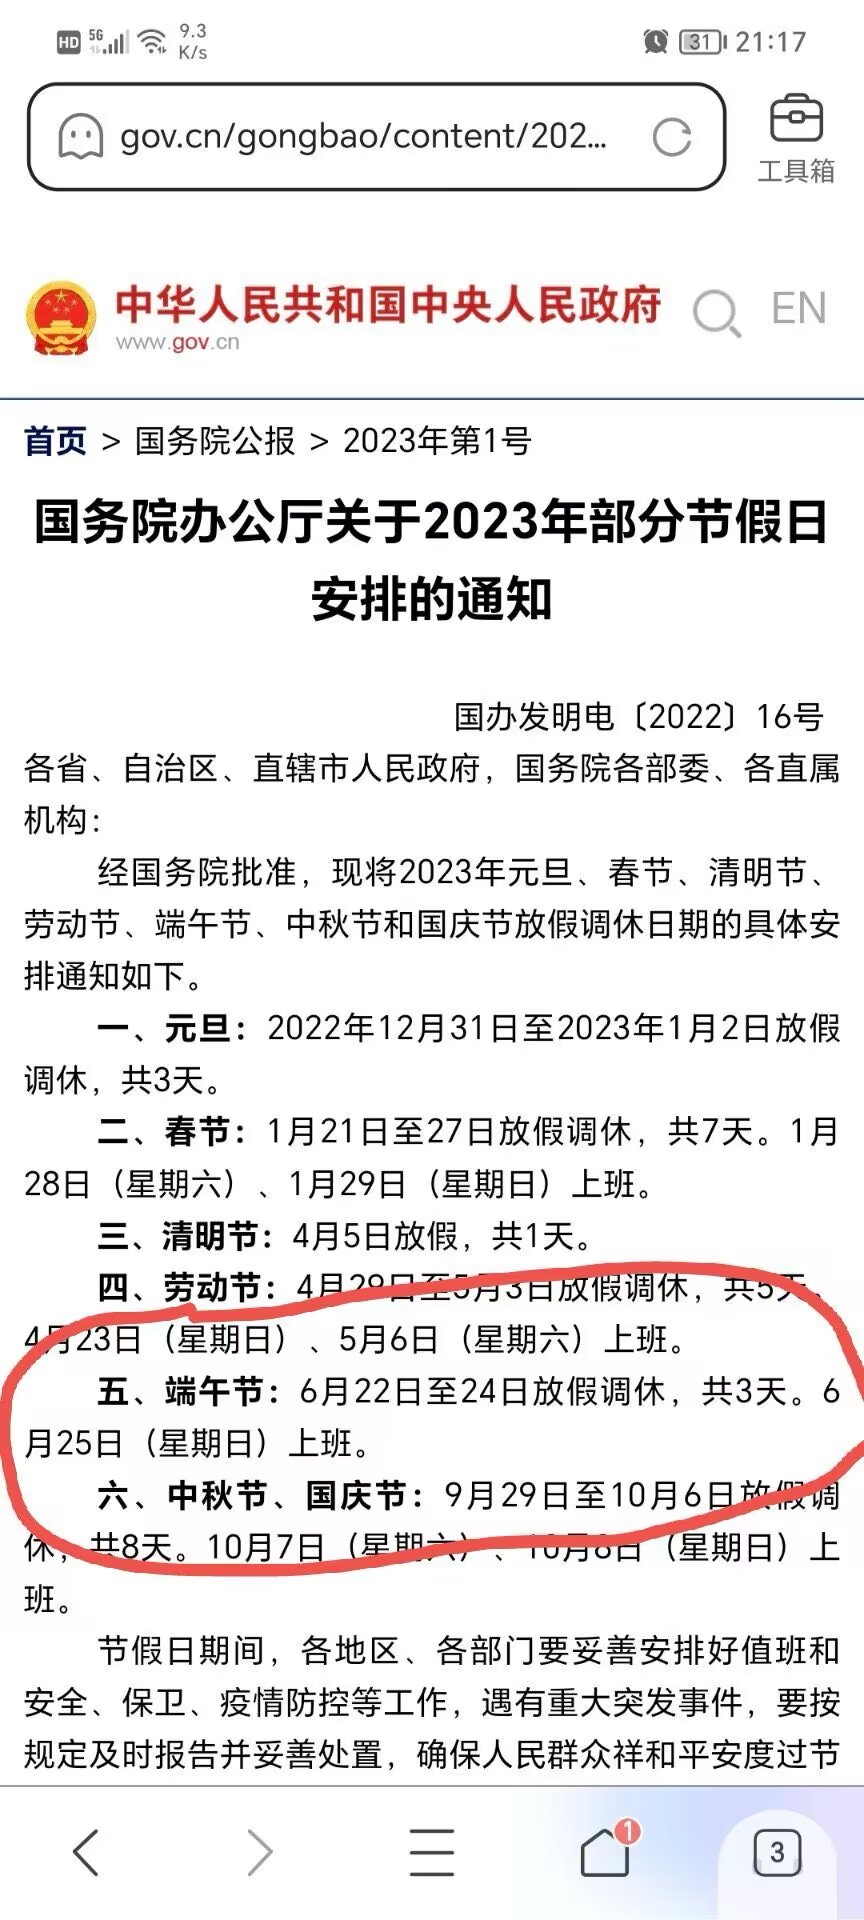 HD 5G 9.3 K/s 31 21:17
gov.cn/gongbao/content/202...
工具箱
中华人民共和国中央人民政府
www.gov.cn
EN
首页 > 国务院公报 > 2023年第1号
国务院办公厅关于2023年部分节假日
安排的通知
国办发明电〔2022〕16号
各省、自治区、直辖市人民政府，国务院各部委、各直属
机构：
经国务院批准，现将2023年元旦、春节、清明节、
劳动节、端午节、中秋节和国庆节放假调休日期的具体安
排通知如下。
一、元旦：2022年12月31日至2023年1月2日放假
调休，共3天。
二、春节：1月21日至27日放假调休，共7天。1月
28日（星期六）、1月29日（星期日）上班。
三、清明节：4月5日放假，共1天。
四、劳动节：4月29日至5月3日放假调休，共5天。
4月23日（星期日）、5月6日（星期六）上班。
五、端午节：6月22日至24日放假调休，共3天。6
月25日（星期日）上班。
六、中秋节、国庆节：9月29日至10月6日放假调
休，共8天。10月7日（星期六）、10月8日（星期日）上
班。
节假日期间，各地区、各部门要妥善安排好值班和
安全、保卫、疫情防控等工作，遇有重大突发事件，要按
规定及时报告并妥善处置，确保人民群众祥和平安度过节
1
3